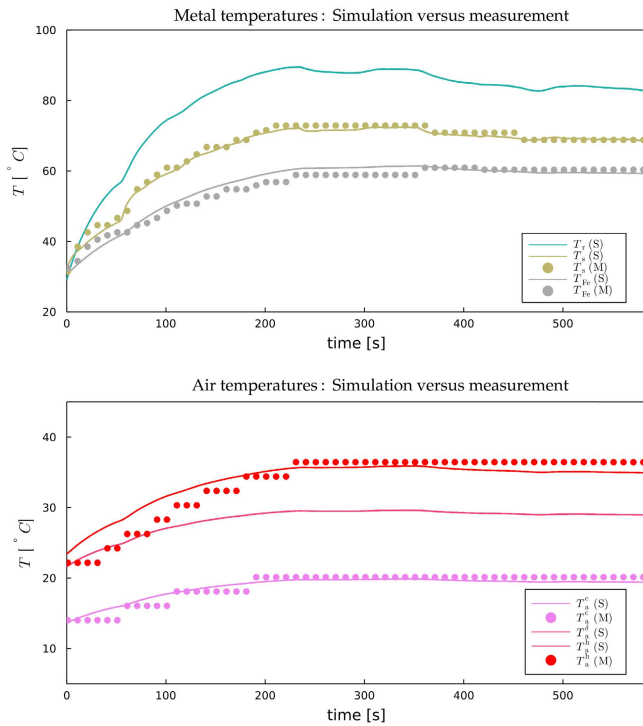 Metal temperatures : Simulation versus measurement
100
80
60
40
20
T [ ° C]
T_r (S)
T_s (S)
T_s (M)
T_Fe (S)
T_Fe (M)
0 100 200 300 400 500
time [s]
Air temperatures : Simulation versus measurement
40
30
20
10
T [ ° C]
T_a^c (S)
T_a^c (M)
T_a^δ (S)
T_a^h (S)
T_a^h (M)
0 100 200 300 400 500
time [s]